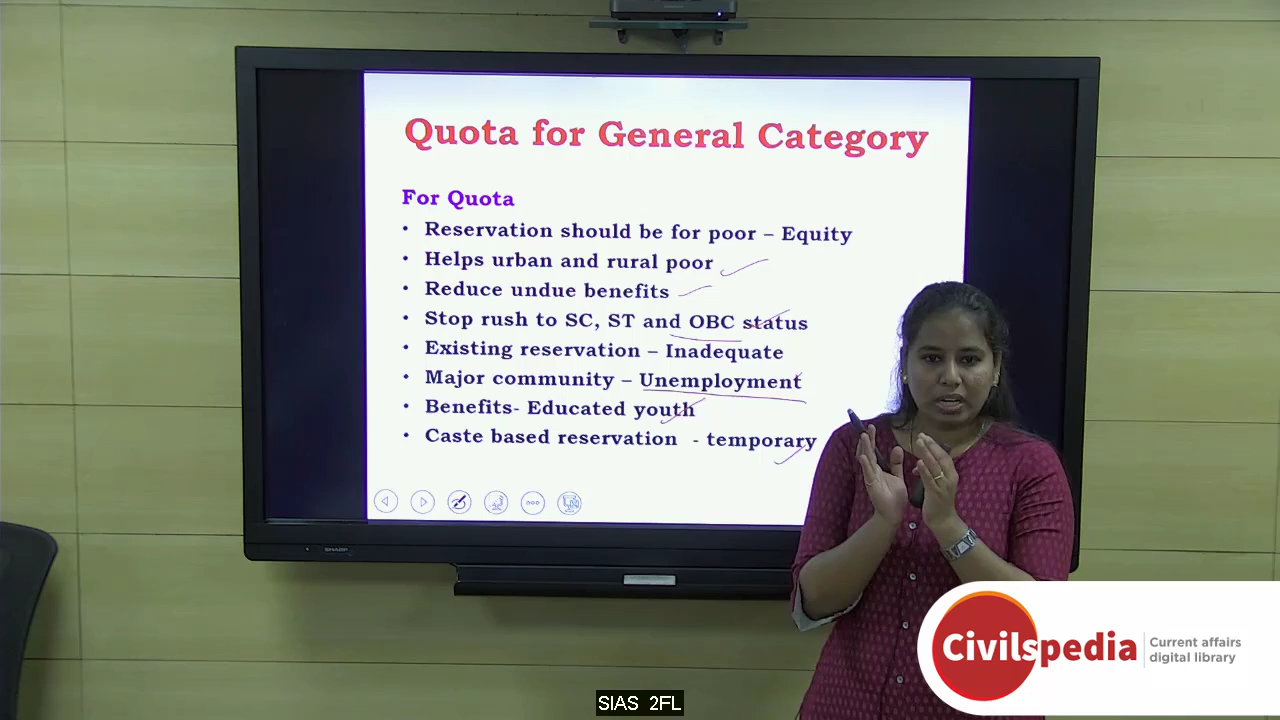 Quota for General Category
For Quota
• Reservation should be for poor – Equity
• Helps urban and rural poor
• Reduce undue benefits
• Stop rush to SC, ST and OBC status
• Existing reservation – Inadequate
• Major community – Unemployment
• Benefits- Educated youth
• Caste based reservation - temporary
SHARP
Civilspedia
Current affairs
digital library
SIAS 2FL